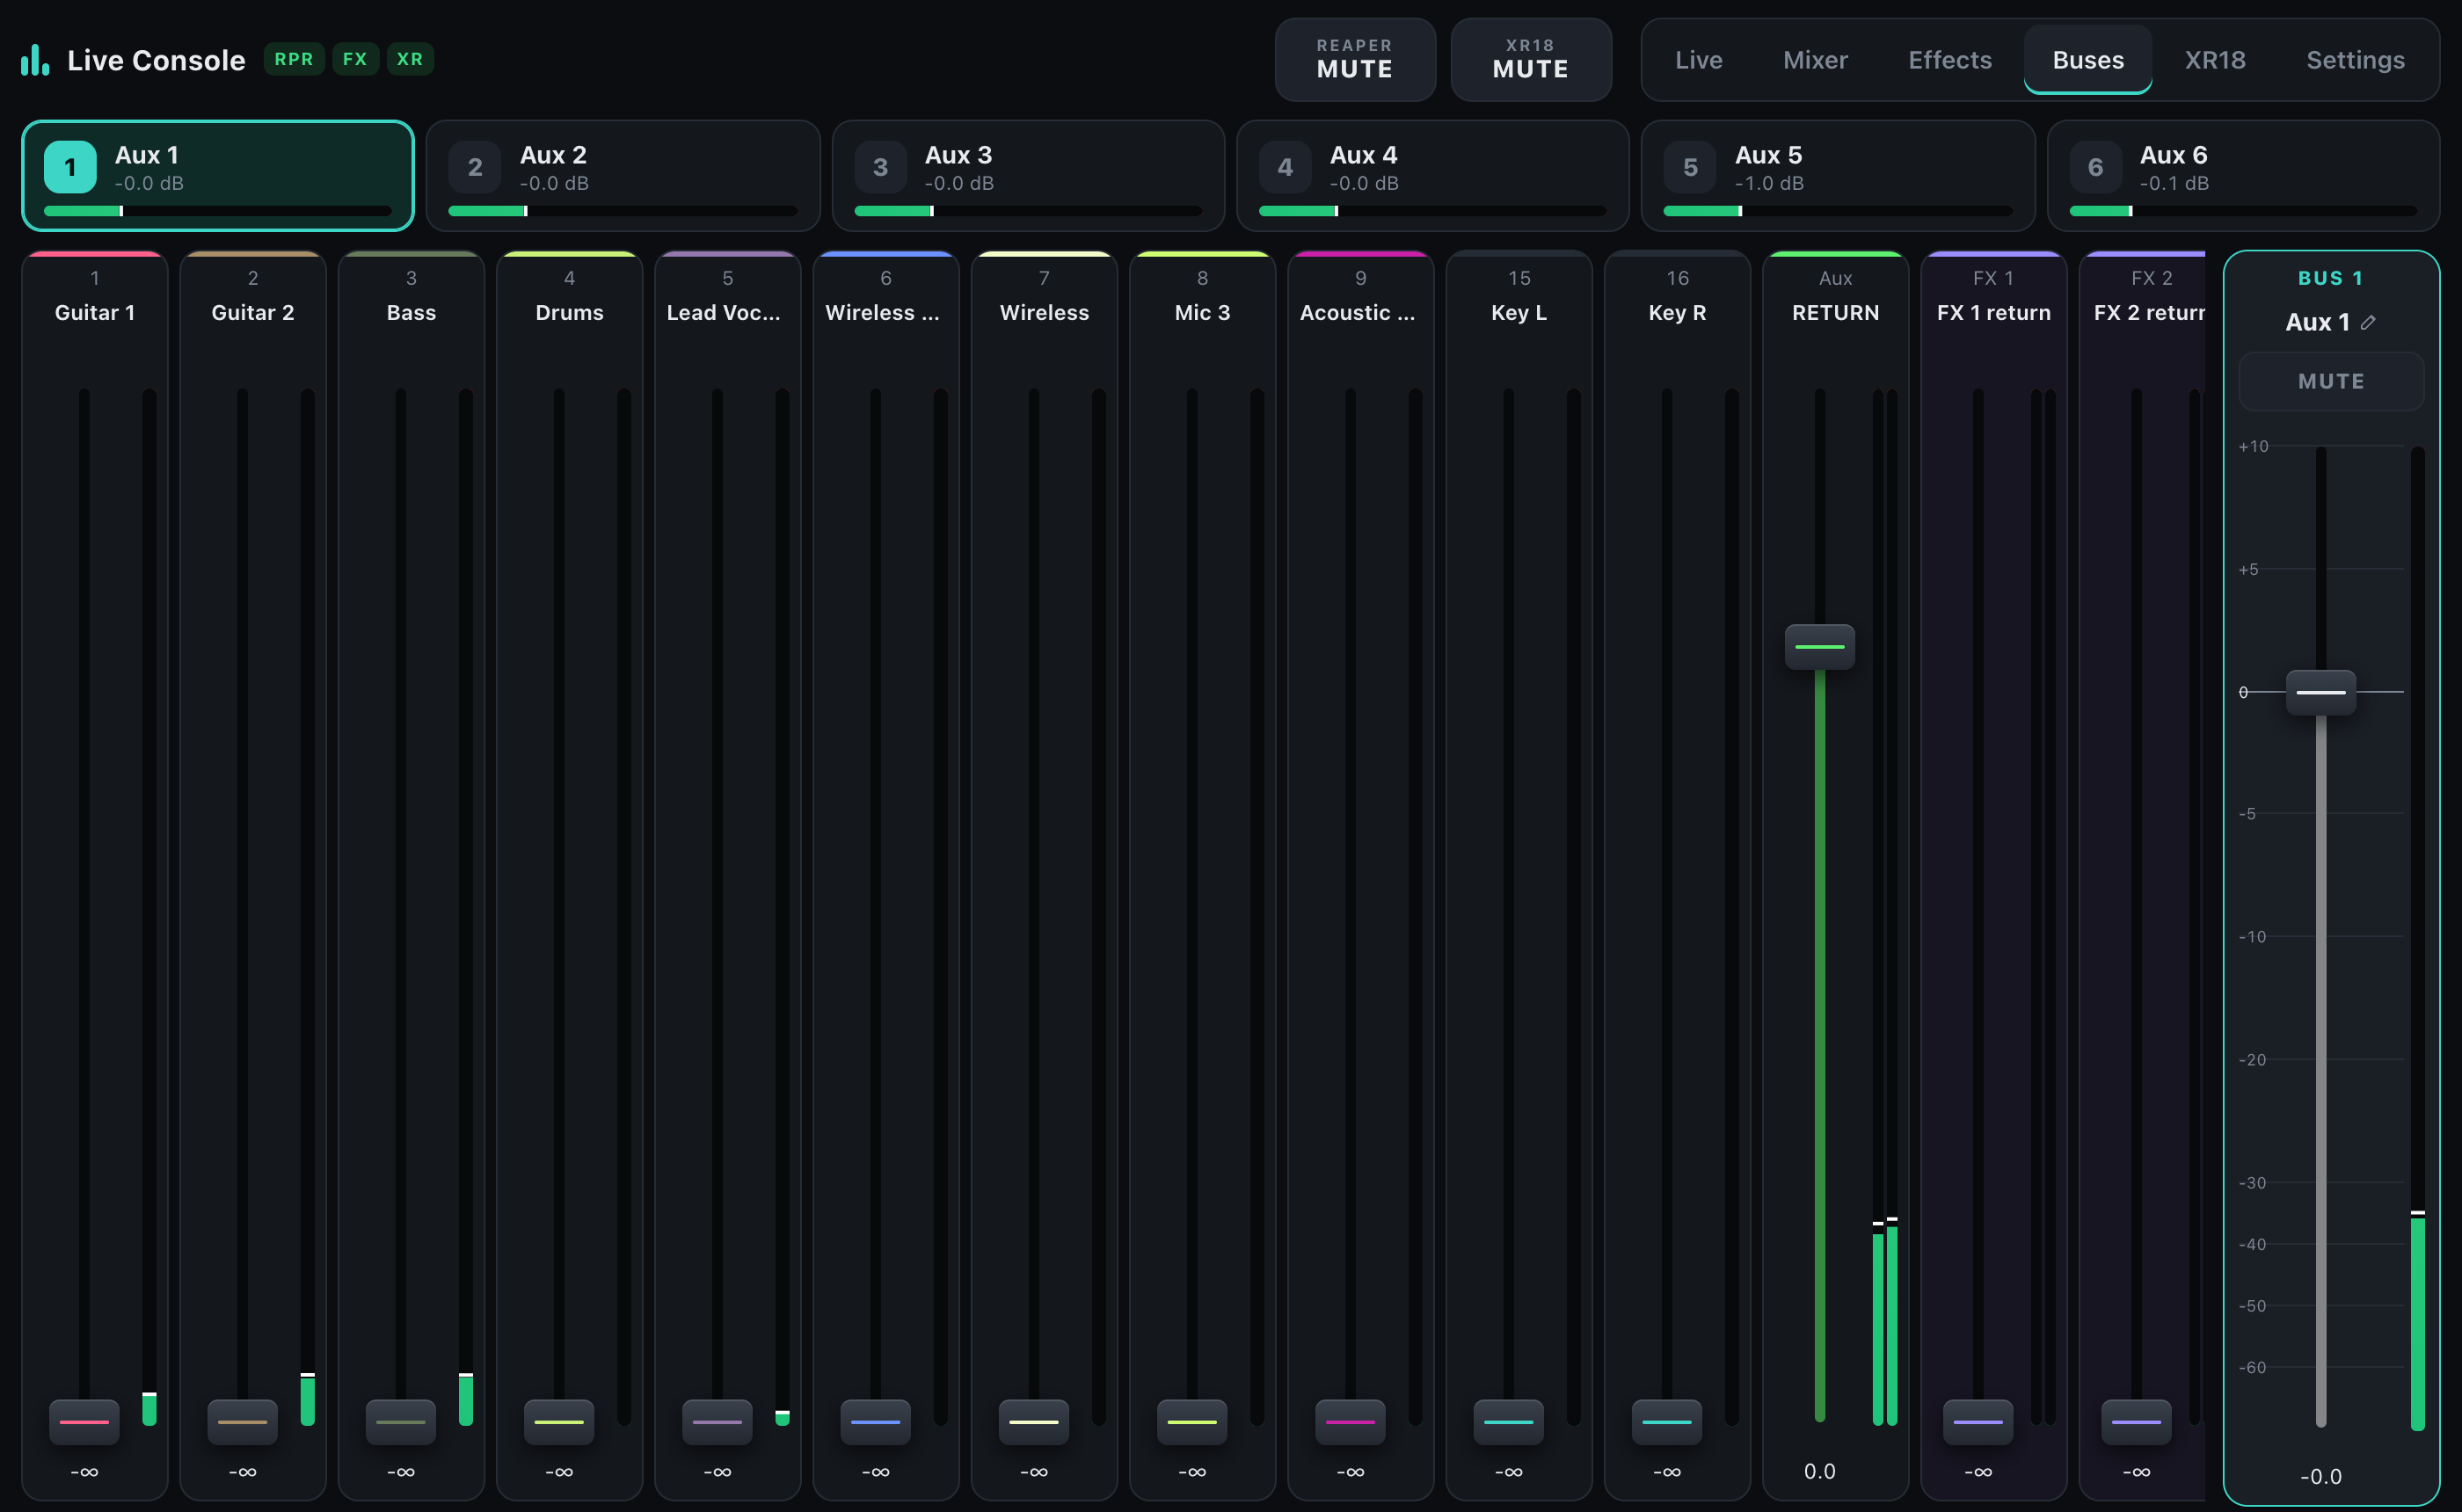 Live Console RPR FX XR
REAPER
MUTE
XR18
MUTE
Live Mixer Effects Buses XR18 Settings
1 Aux 1
-0.0 dB
2 Aux 2
-0.0 dB
3 Aux 3
-0.0 dB
4 Aux 4
-0.0 dB
5 Aux 5
-1.0 dB
6 Aux 6
-0.1 dB
1
Guitar 1
-∞
2
Guitar 2
-∞
3
Bass
-∞
4
Drums
-∞
5
Lead Voc...
-∞
6
Wireless ...
-∞
7
Wireless
-∞
8
Mic 3
-∞
9
Acoustic ...
-∞
15
Key L
-∞
16
Key R
-∞
Aux
RETURN
0.0
FX 1
FX 1 return
-∞
FX 2
FX 2 return
-∞
BUS 1
Aux 1
MUTE
+10
+5
0
-5
-10
-20
-30
-40
-50
-60
-0.0